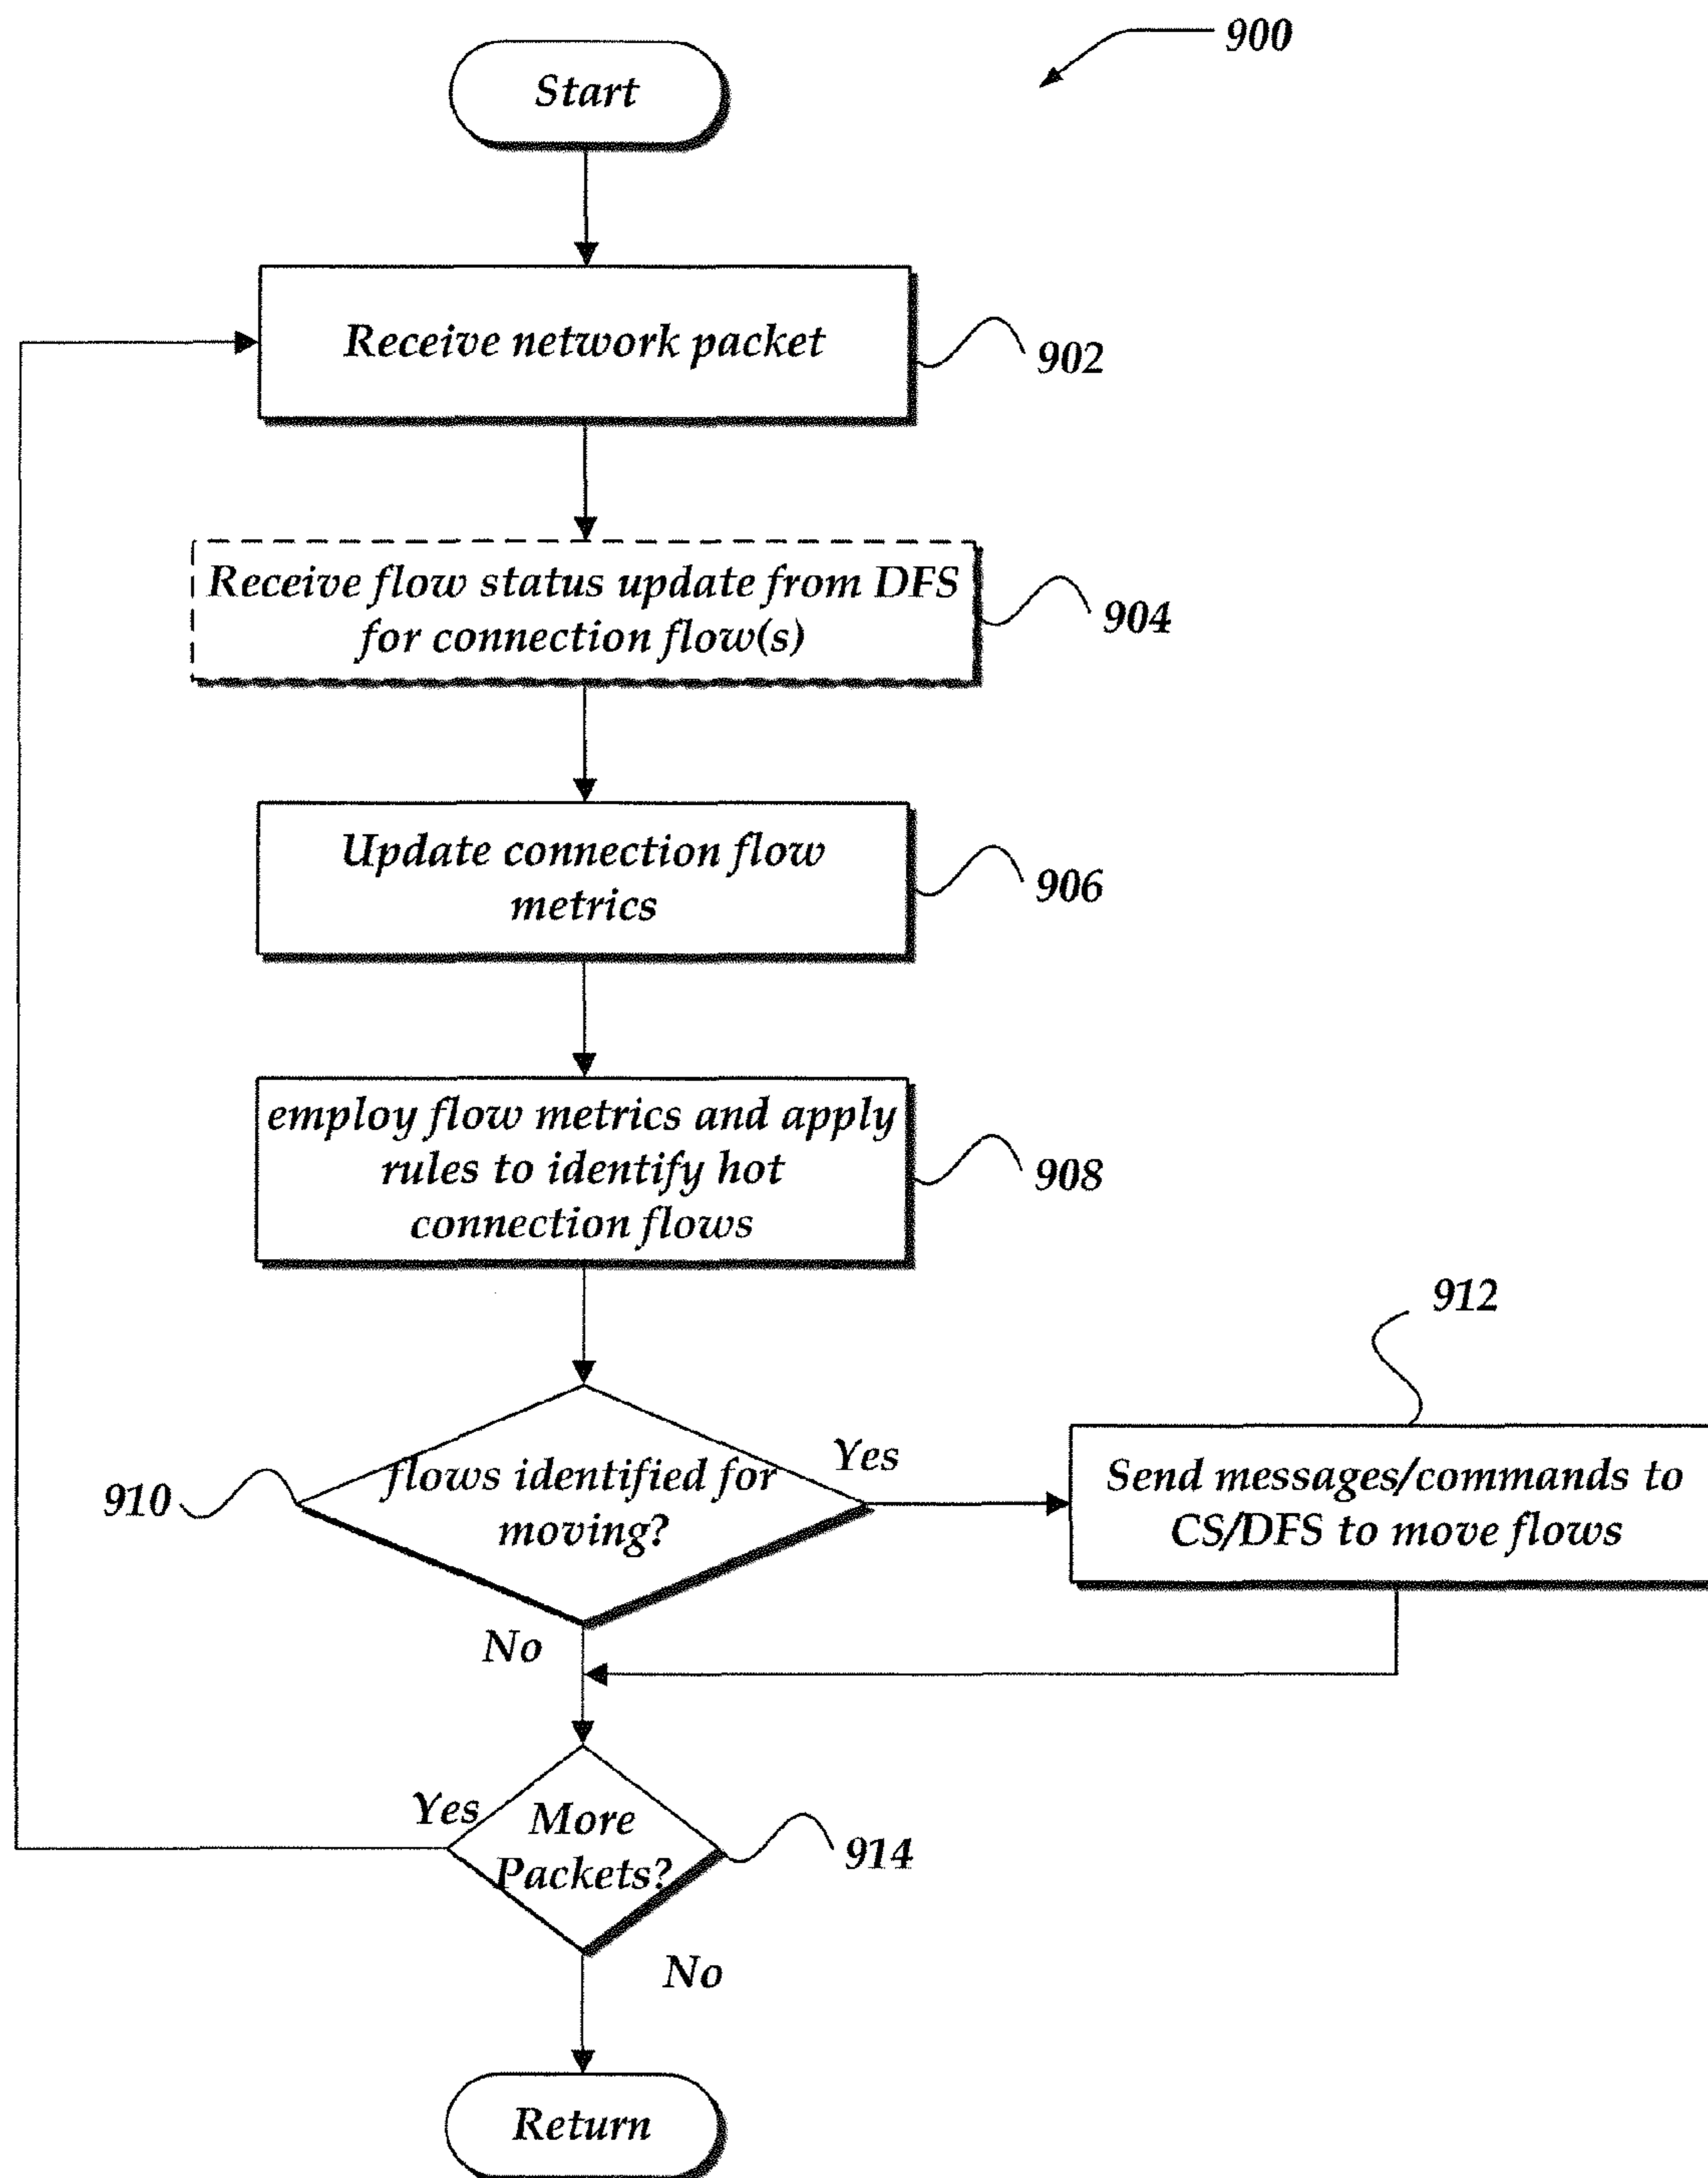 900
Start
Receive network packet
902
Receive flow status update from DFS
for connection flow(s)
904
Update connection flow
metrics
906
employ flow metrics and apply
rules to identify hot
connection flows
908
912
910
flows identified for
moving?
Yes
Send messages/commands to
CS/DFS to move flows
No
Yes
More
Packets?
914
No
Return